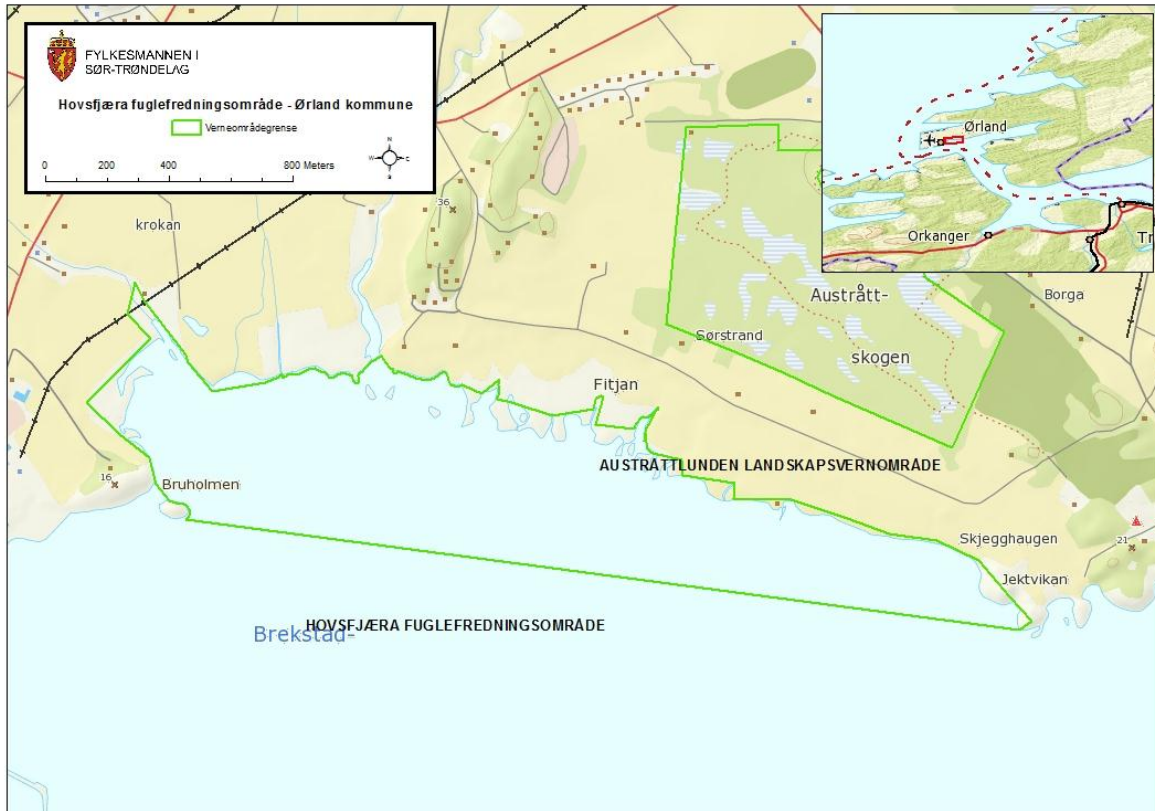 FYLKESMANNEN I
SØR-TRØNDELAG
Hovsfjæra fuglefredningsområde - Ørland kommune
Verneområdegrense
0 200 400 800 Meters
N
W
S
Ørland
Orkanger
Tr
36
krokan
Borga
Austrått-
Sørstrand
skogen
Fitjan
AUSTRÅTTLUNDEN LANDSKAPSVERNOMRÅDE
16
Bruholmen
Skjegghaugen
21
Jektvikan
HOVSFJÆRA FUGLEFREDNINGSOMRÅDE
Brekstad-